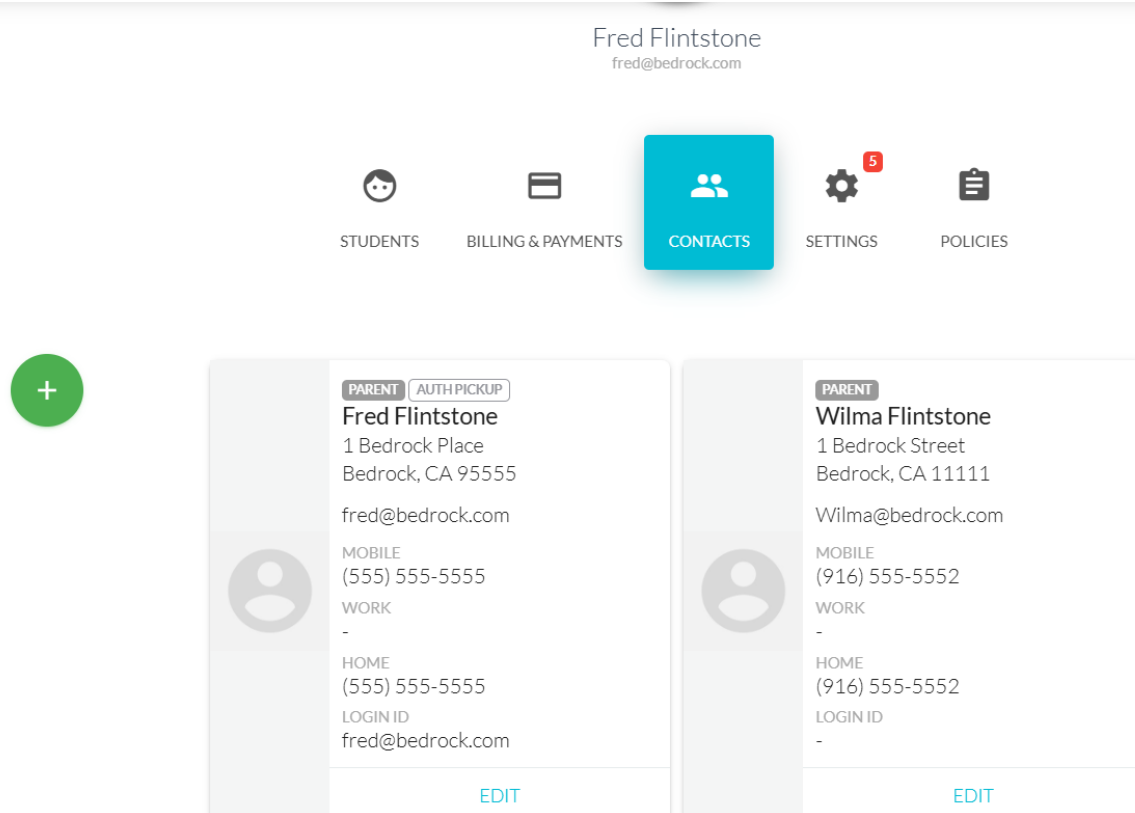 Fred Flintstone
fred@bedrock.com
5
STUDENTS
BILLING & PAYMENTS
CONTACTS
SETTINGS
POLICIES
+
PARENT AUTH PICKUP
Fred Flintstone
1 Bedrock Place
Bedrock, CA 95555
fred@bedrock.com
MOBILE
(555) 555-5555
WORK
-
HOME
(555) 555-5555
LOGIN ID
fred@bedrock.com
EDIT
PARENT
Wilma Flintstone
1 Bedrock Street
Bedrock, CA 11111
Wilma@bedrock.com
MOBILE
(916) 555-5552
WORK
-
HOME
(916) 555-5552
LOGIN ID
-
EDIT